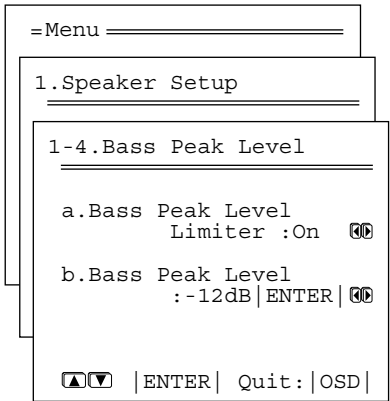 =Menu
1.Speaker Setup
1-4.Bass Peak Level
a.Bass Peak Level
Limiter :On
b.Bass Peak Level
:-12dB|ENTER|
|ENTER| Quit:|OSD|